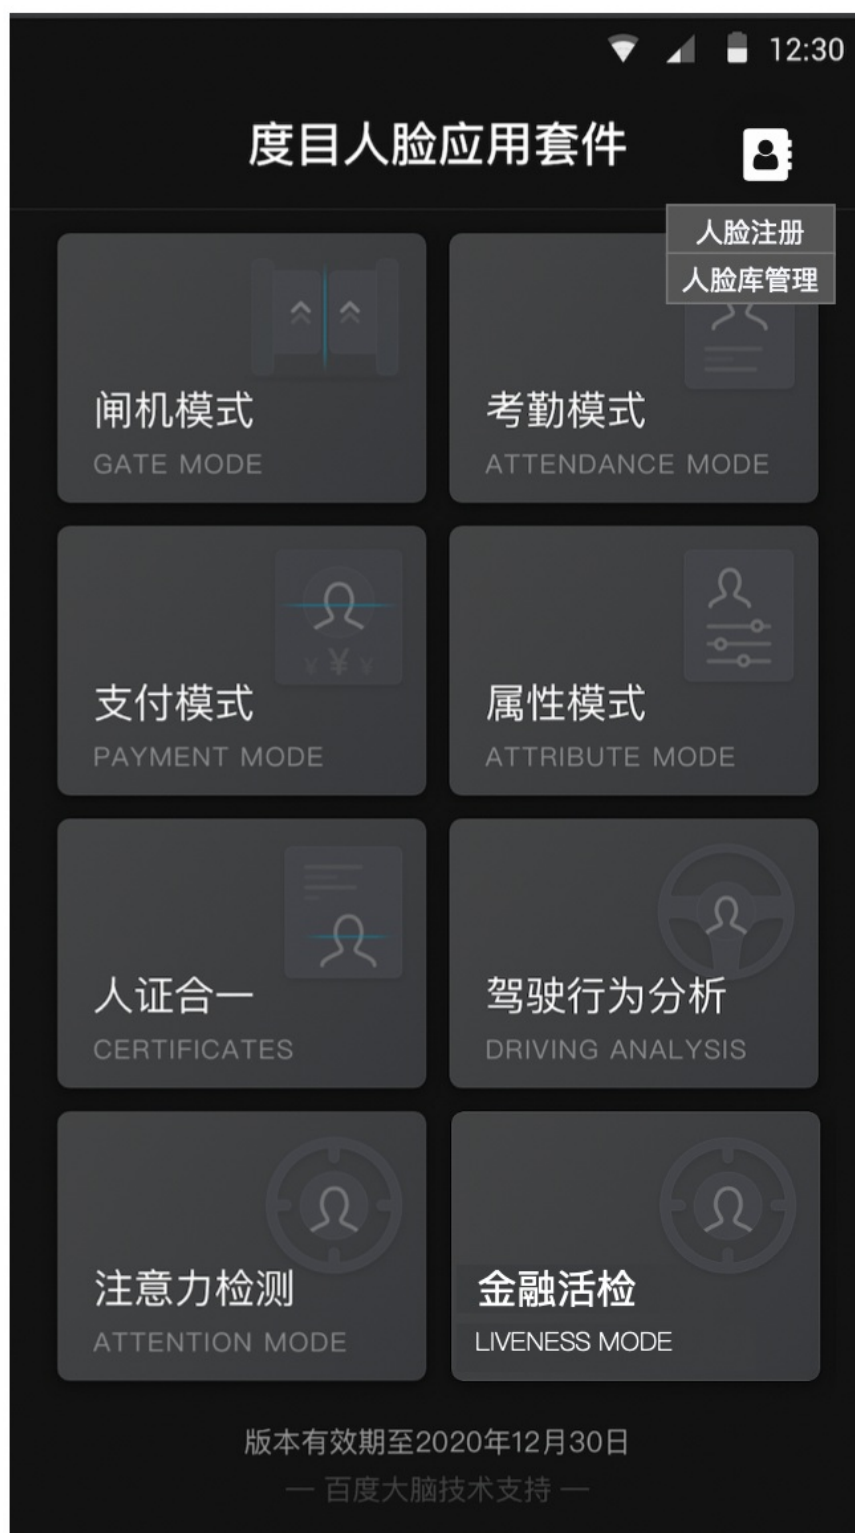 12:30
度目人脸应用套件
人脸注册
人脸库管理
闸机模式
GATE MODE
考勤模式
ATTENDANCE MODE
¥ ¥ ¥
支付模式
PAYMENT MODE
属性模式
ATTRIBUTE MODE
人证合一
CERTIFICATES
驾驶行为分析
DRIVING ANALYSIS
注意力检测
ATTENTION MODE
金融活检
LIVENESS MODE
版本有效期至2020年12月30日
— 百度大脑技术支持 —